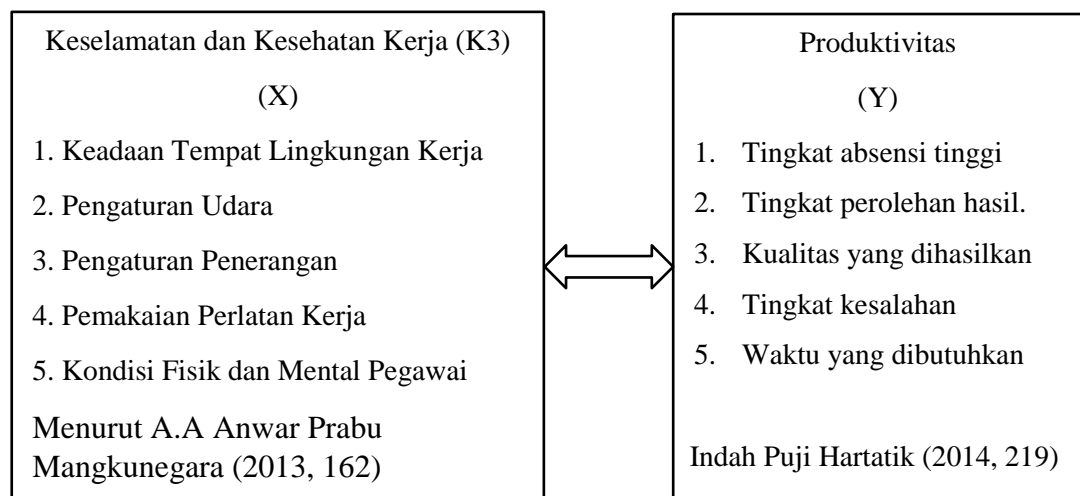 Keselamatan dan Kesehatan Kerja (K3)
(X)
1. Keadaan Tempat Lingkungan Kerja
2. Pengaturan Udara
3. Pengaturan Penerangan
4. Pemakaian Perlatan Kerja
5. Kondisi Fisik dan Mental Pegawai
Menurut A.A Anwar Prabu
Mangkunegara (2013, 162)
Produktivitas
(Y)
1. Tingkat absensi tinggi
2. Tingkat perolehan hasil.
3. Kualitas yang dihasilkan
4. Tingkat kesalahan
5. Waktu yang dibutuhkan
Indah Puji Hartatik (2014, 219)